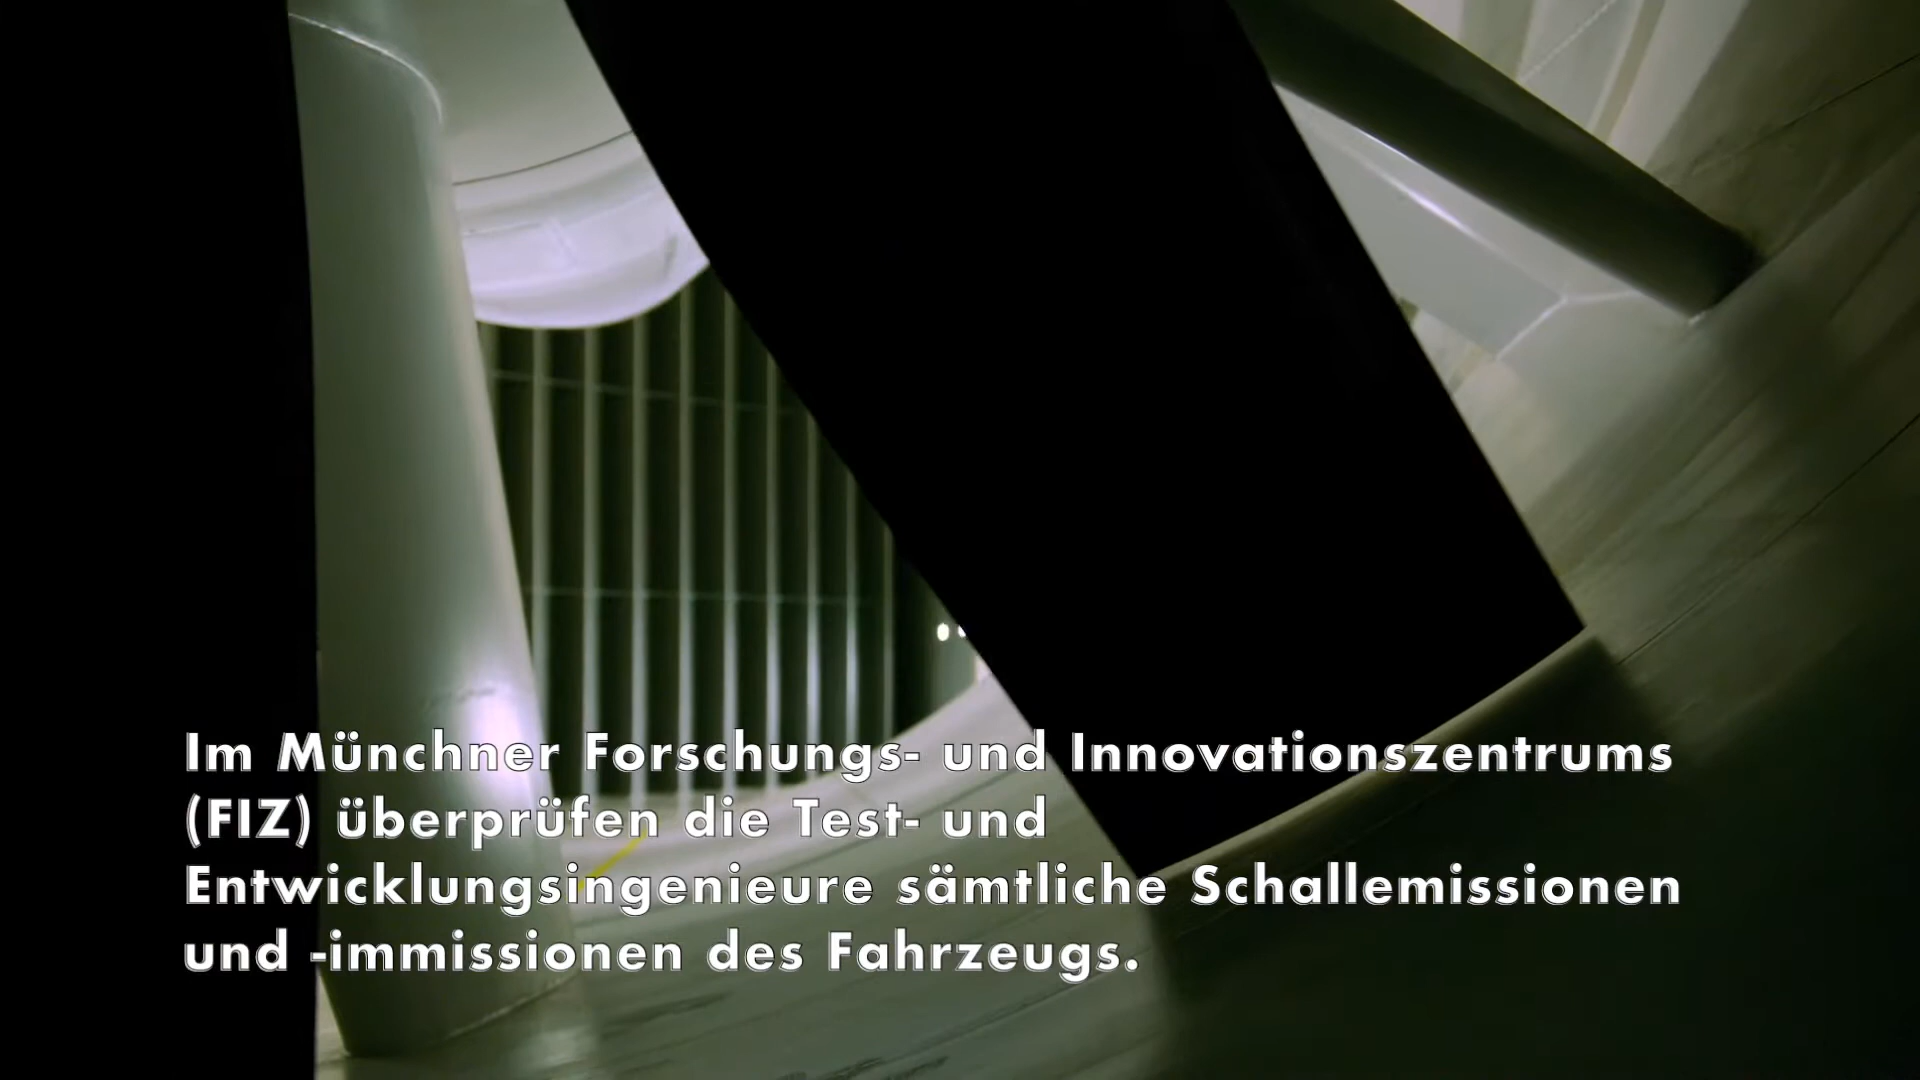 Im Münchner Forschungs- und Innovationszentrums
(FIZ) überprüfen die Test- und
Entwicklungsingenieure sämtliche Schallemissionen
und -immissionen des Fahrzeugs.